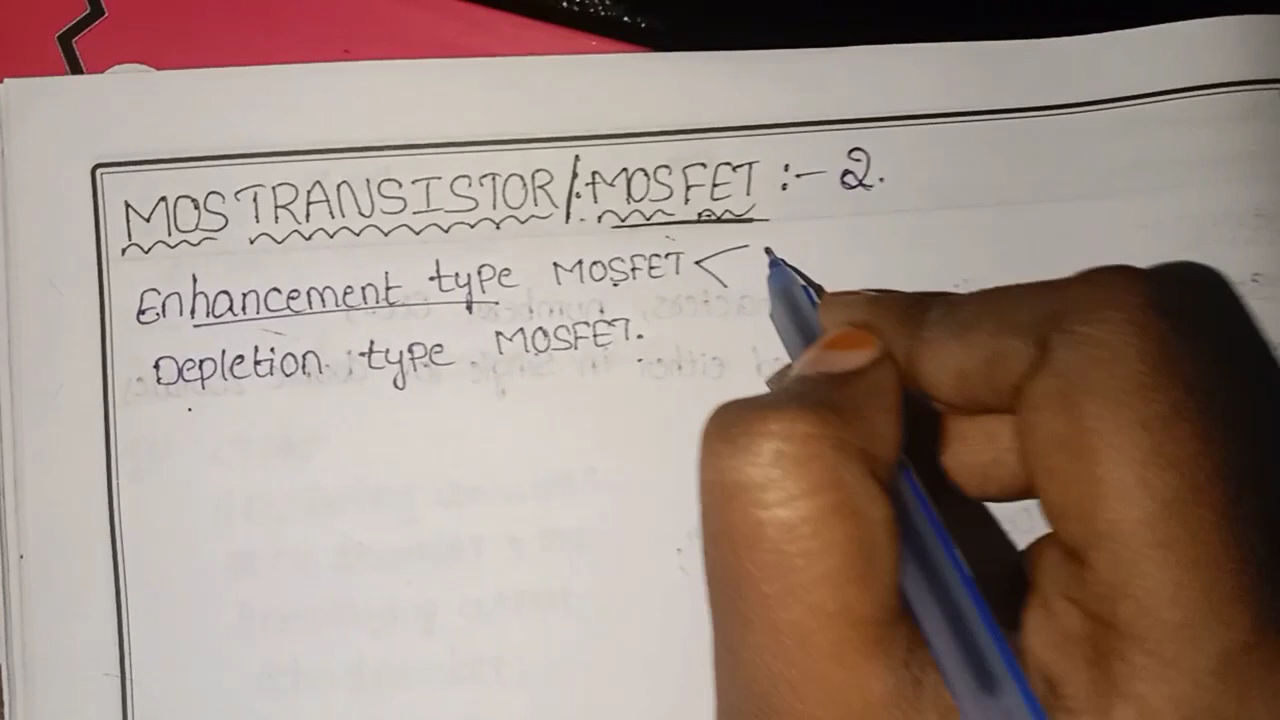 MOS TRANSISTOR / MOSFET :- 2.
Enhancement type MOSFET <
Depletion type MOSFET.